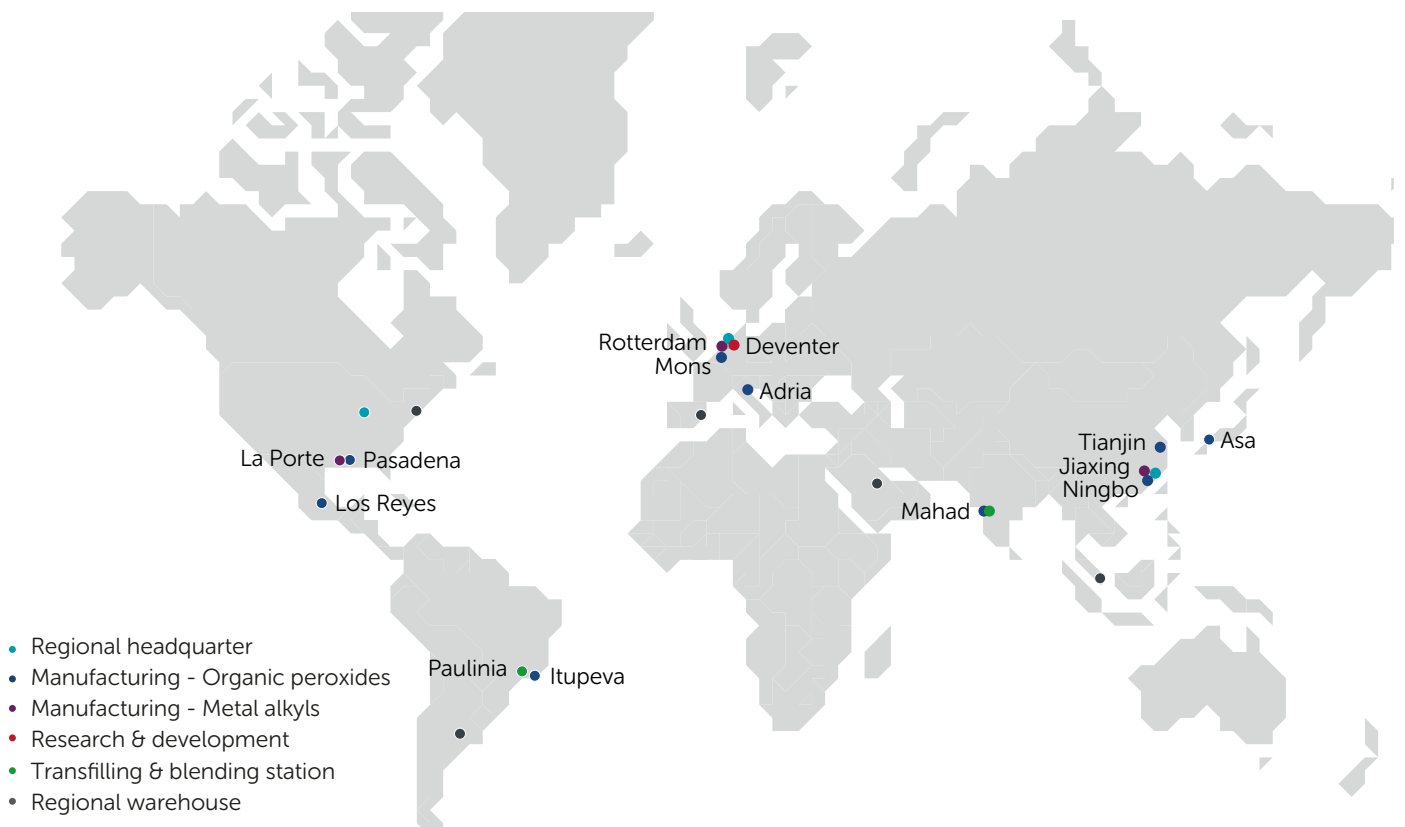 Rotterdam
Deventer
Mons
Adria
La Porte
Pasadena
Los Reyes
Tianjin
Asa
Jiaxing
Ningbo
Mahad
Paulinia
Itupeva
Regional headquarter
Manufacturing - Organic peroxides
Manufacturing - Metal alkyls
Research & development
Transfilling & blending station
Regional warehouse